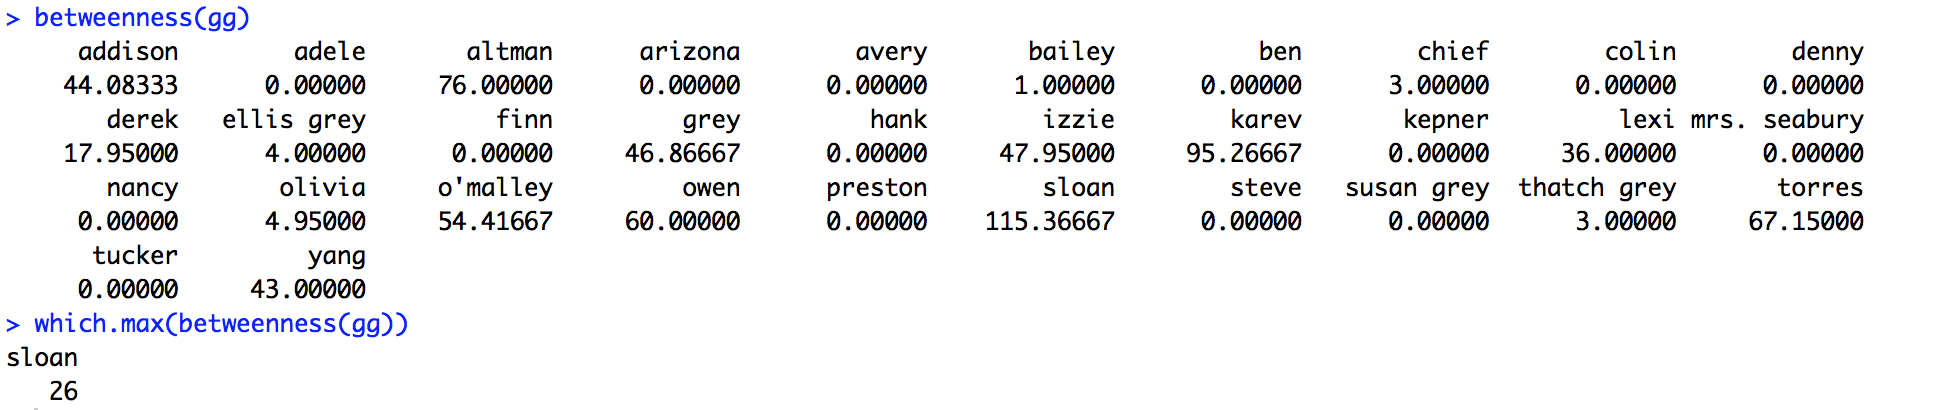 > betweenness(gg)
addison adele altman arizona avery bailey ben chief colin denny
44.08333 0.00000 76.00000 0.00000 0.00000 1.00000 0.00000 3.00000 0.00000 0.00000
derek ellis grey finn grey hank izzie karev kepner lexi mrs. seabury
17.95000 4.00000 0.00000 46.86667 0.00000 47.95000 95.26667 0.00000 36.00000 0.00000
nancy olivia o'malley owen preston sloan steve susan grey thatch grey torres
0.00000 4.95000 54.41667 60.00000 0.00000 115.36667 0.00000 0.00000 3.00000 67.15000
tucker yang
0.00000 43.00000
> which.max(betweenness(gg))
sloan
26